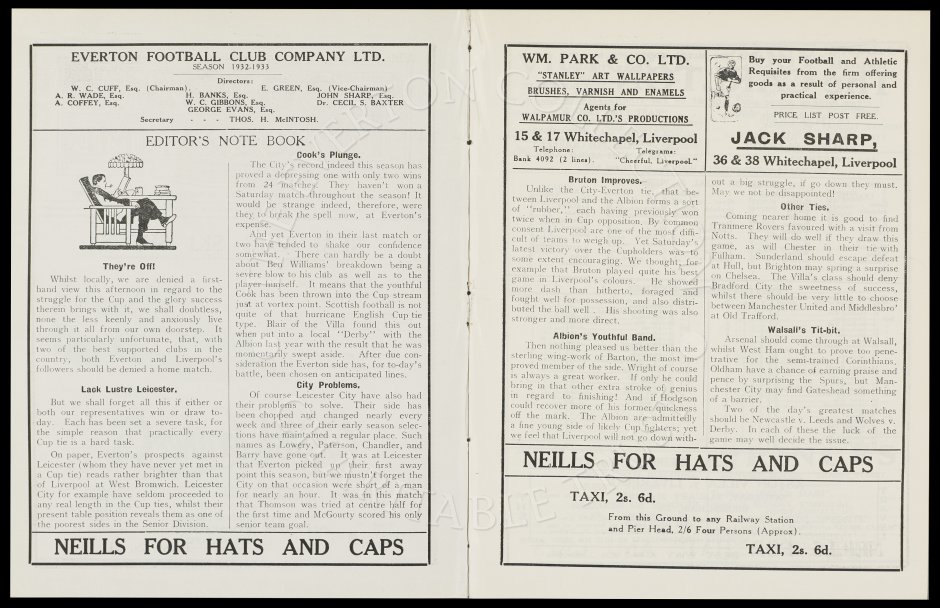 EVERTON FOOTBALL CLUB COMPANY LTD.
SEASON 1932-1933
Directors:
W. C. CUFF, Esq. (Chairman). E. GREEN, Esq. (Vice-Chairman)
A. R. WADE, Esq. H. BANKS, Esq. JOHN SHARP, Esq.
A. COFFEY, Esq. W. C. GIBBONS, Esq. Dr. CECIL S. BAXTER
GEORGE EVANS, Esq.
Secretary - - - THOS. H. McINTOSH.
EDITOR'S NOTE BOOK
They're Off!
Whilst locally, we are denied a first-
hand view this afternoon in regard to the
struggle for the Cup and the glory success
therein brings with it, we shall doubtless,
none the less keenly and anxiously live
through it all from our own doorstep. It
seems particularly unfortunate, that, with
two of the best supported clubs in the
country, both Everton and Liverpool's
followers should be denied a home match.
Lack Lustre Leicester.
But we shall forget all this if either or
both our representatives win or draw to-
day. Each has been set a severe task, for
the simple reason that practically every
Cup tie is a hard task.
On paper, Everton's prospects against
Leicester (whom they have never yet met in
a Cup tie) reads rather brighter than that
of Liverpool at West Bromwich. Leicester
City for example have seldom proceeded to
any real length in the Cup ties, whilst their
present table position reveals them as one of
the poorest sides in the Senior Division.
Cook's Plunge.
The City's record indeed this season has
proved a depressing one with only two wins
from 24 matches. They haven't won a
Saturday match throughout the season! It
would be strange indeed, therefore, were
they to break the spell now, at Everton's
expense.
And yet Everton in their last match or
two have tended to shake our confidence
somewhat. There can hardly be a doubt
about Ben Williams' breakdown being a
severe blow to his club as well as to the
player himself. It means that the youthful
Cook has been thrown into the Cup stream
just at vortex point. Scottish football is not
quite of that hurricane English Cup tie
type. Blair of the Villa found this out
when put into a local "Derby" with the
Albion last year with the result that he was
momentarily swept aside. After due con-
sideration the Everton side has, for to-day's
battle, been chosen on anticipated lines.
City Problems.
Of course Leicester City have also had
their problems to solve. Their side has
been chopped and changed nearly every
week and three of their early season selec-
tions have maintained a regular place. Such
names as Lowery, Paterson, Chandler, and
Barry have gone out. It was at Leicester
that Everton picked up their first away
point this season, but we mustn't forget the
City on that occasion were short of a man
for nearly an hour. It was in this match
that Thomson was tried at centre half for
the first time and McGourty scored his only
senior team goal.
NEILLS FOR HATS AND CAPS
WM. PARK & CO. LTD.
"STANLEY" ART WALLPAPERS
BRUSHES, VARNISH AND ENAMELS
Agents for
WALPAMUR CO. LTD.'S PRODUCTIONS
15 & 17 Whitechapel, Liverpool
Telephone: Telegrams:
Bank 4092 (2 lines). "Cheerful, Liverpool."
Buy your Football and Athletic
Requisites from the firm offering
goods as a result of personal and
practical experience.
PRICE LIST POST FREE.
JACK SHARP,
36 & 38 Whitechapel, Liverpool
Bruton Improves.
Unlike the City-Everton tie, that be-
tween Liverpool and the Albion forms a sort
of "rubber," each having previously won
twice when in Cup opposition. By common
consent Liverpool are one of the most diffi-
cult of teams to weigh up. Yet Saturday's
latest victory over the Cupholders was to
some extent encouraging. We thought, for
example that Bruton played quite his best
game in Liverpool's colours. He showed
more dash than hitherto, foraged and
fought well for possession, and also distri-
buted the ball well. His shooting was also
stronger and more direct.
Albion's Youthful Band.
Then nothing pleased us better than the
sterling wing-work of Barton, the most im-
proved member of the side. Wright of course
is always a great worker. If only he could
bring in that other extra stroke of genius
in regard to finishing! And if Hodgson
could recover more of his former quickness
off the mark. The Albion are admittedly
a fine young side of likely Cup fighters; yet
we feel that Liverpool will not go down with-
out a big struggle, if go down they must.
May we not be disappointed!
Other Ties.
Coming nearer home it is good to find
Tranmere Rovers favoured with a visit from
Notts. They will do well if they draw this
game, as will Chester in their tie with
Fulham. Sunderland should escape defeat
at Hull, but Brighton may spring a surprise
on Chelsea. The Villa's class should deny
Bradford City the sweetness of success,
whilst there should be very little to choose
between Manchester United and Middlesbro'
at Old Trafford.
Walsall's Tit-bit.
Arsenal should come through at Walsall,
whilst West Ham ought to prove too pene-
trative for the semi-trained Corinthians.
Oldham have a chance of earning praise and
pence by surprising the Spurs, but Man-
chester City may find Gateshead something
of a barrier.
Two of the day's greatest matches
should be Newcastle v. Leeds and Wolves v.
Derby. In each of these the luck of the
game may well decide the issue.
NEILLS FOR HATS AND CAPS
TAXI, 2s. 6d.
From this Ground to any Railway Station
and Pier Head, 2/6 Four Persons (Approx).
TAXI, 2s. 6d.